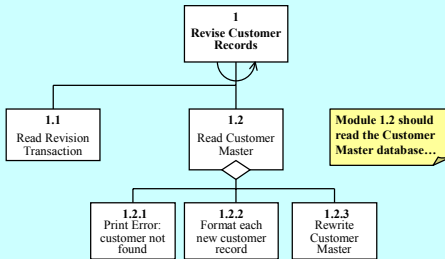 1
Revise Customer
Records
1.1
Read Revision
Transaction
1.2
Read Customer
Master
Module 1.2 should
read the Customer
Master database…
1.2.1
Print Error:
customer not
found
1.2.2
Format each
new customer
record
1.2.3
Rewrite
Customer
Master